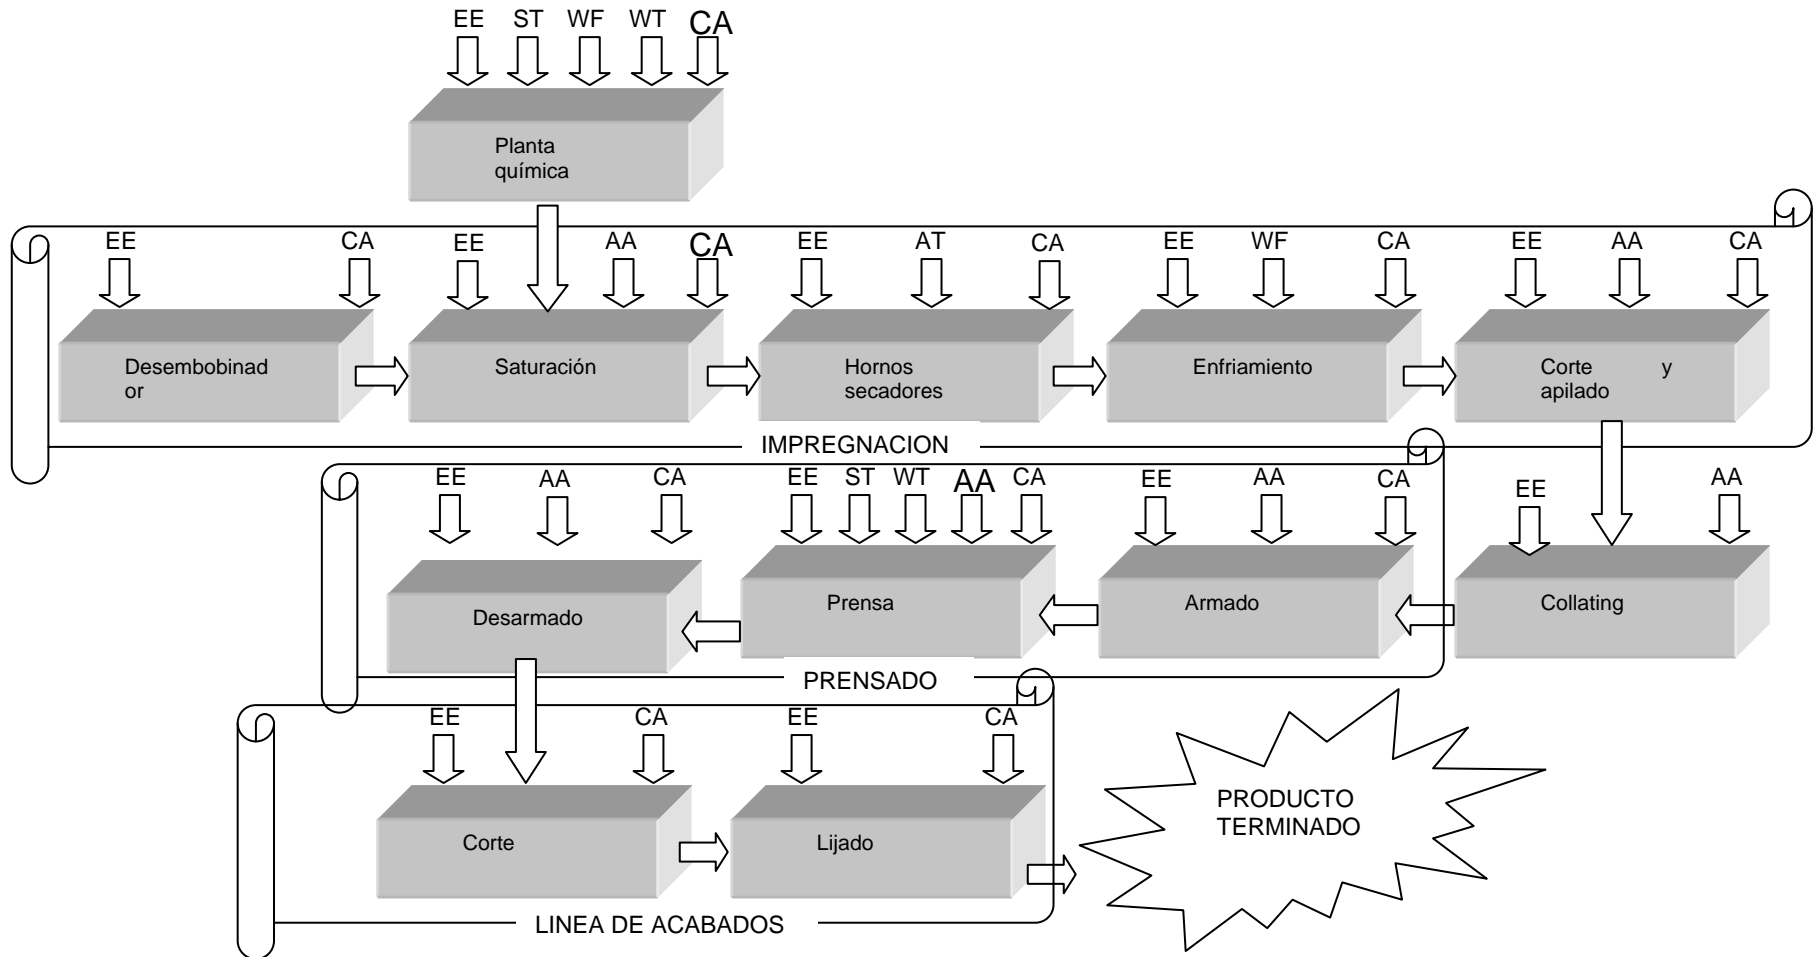 EE ST WF WT CA
Planta
química
EE CA EE AA CA EE AT CA EE WF CA EE AA CA
Desembobinad
or
Saturación
Hornos
secadores
Enfriamiento
Corte y
apilado
IMPREGNACION
EE AA CA EE ST WT AA CA EE AA CA EE AA
Desarmado
Prensa
Armado
Collating
PRENSADO
EE CA EE CA
Corte
Lijado
PRODUCTO
TERMINADO
LINEA DE ACABADOS